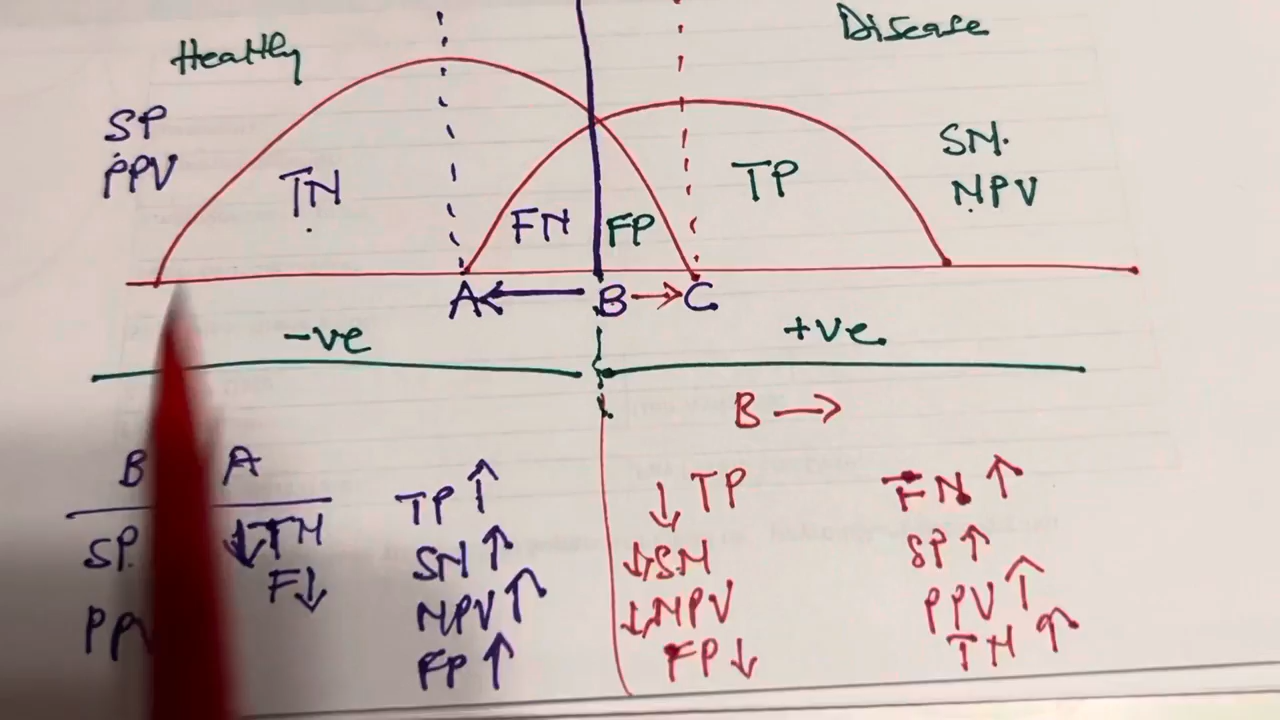 Healthy
Disease
SP
PPV
TN
FN
FP
TP
SN.
NPV
A B C
-ve
+ve
B →
B A
TP ↑
↓ TP
FN ↑
SP ↓TN
SN ↑
↓SN
SP ↑
F↓
NPV ↑
↓NPV
PPV ↑
FP ↑
FP ↓
TN ↑